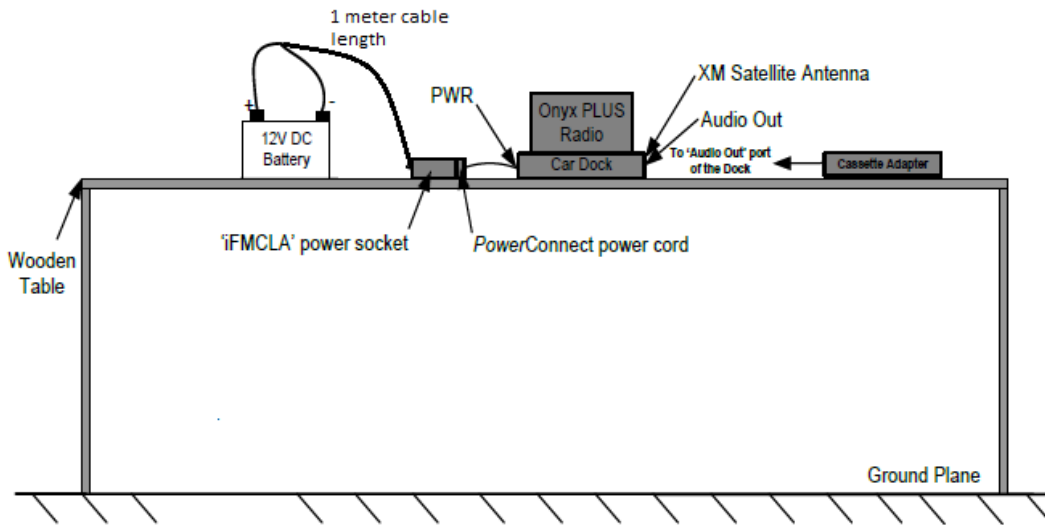 1 meter cable
length
+
-
12V DC
Battery
PWR
Onyx PLUS
Radio
Car Dock
XM Satellite Antenna
Audio Out
To ‘Audio Out’ port
of the Dock
Cassette Adapter
‘iFMCLA’ power socket
PowerConnect power cord
Wooden
Table
Ground Plane